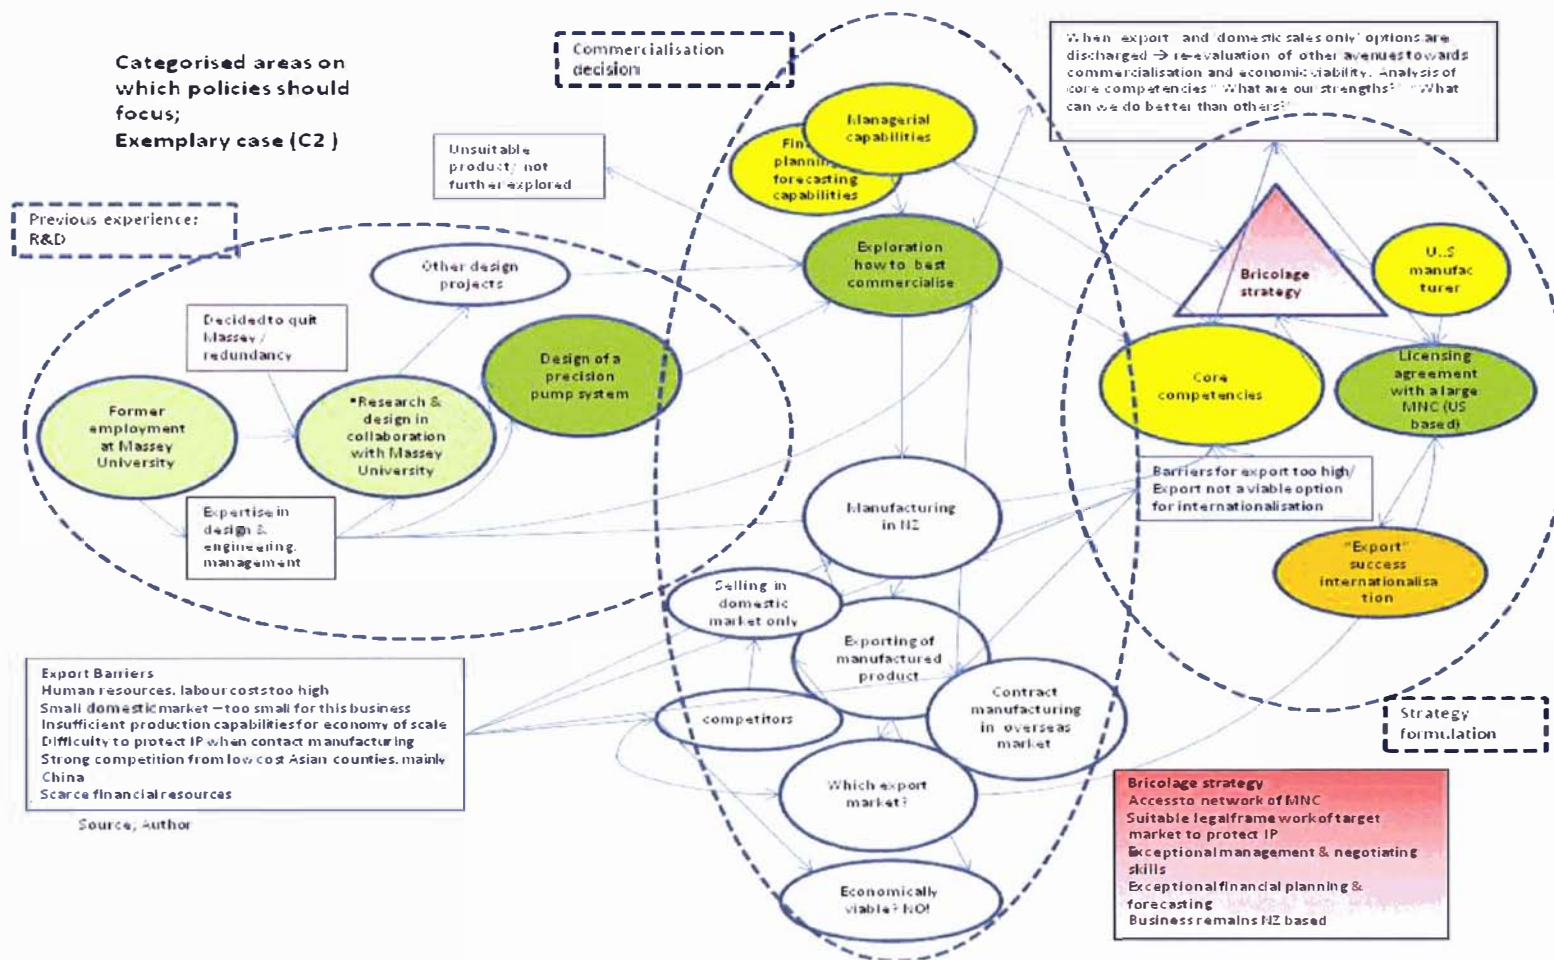 Categorised areas on
which policies should
focus;
Exemplary case (C2 )
Commercialisation
decision
When export and domestic sales only' options are
discharged → re-evaluation of other avenues towards
commercialisation and economic viability. Analysis of
core competencies "What are our strengths?" "What
can we do better than others?"
Managerial
capabilities
planning
forecasting
capabilities
Unsuitable
product/ not
further explored
Previous experience:
R&D
Other design
projects
Exploration
how to best
commercialise
Bricolage
strategy
U..S
manufac
turer
Decided to quit
Massey /
redundancy
Design of a
precision
pump system
Former
employment
at Massey
University
Research &
design in
collaboration
with Massey
University
Core
competencies
Licensing
agreement
with a large
MNC (US
based)
Expertise in
design &
engineering.
management
Manufacturing
in NZ
Barriers for export too high/
Export not a viable option
for internationalisation
"Export"
success
internationalisa
tion
Selling in
domestic
market only
Exporting of
manufactured
product
Contract
manufacturing
in overseas
market
competitors
Which export
market?
Economically
viable? NO!
Export Barriers
Human resources. labour costs too high
Small domestic market – too small for this business
Insufficient production capabilities for economy of scale
Difficulty to protect IP when contact manufacturing
Strong competition from low cost Asian counties. mainly
China
Scarce financial resources
Source; Author
Strategy
formulation
Bricolage strategy
Access to network of MNC
Suitable legal frame work of target
market to protect IP
Exceptional management & negotiating
skills
Exceptional financial planning &
forecasting
Business remains NZ based